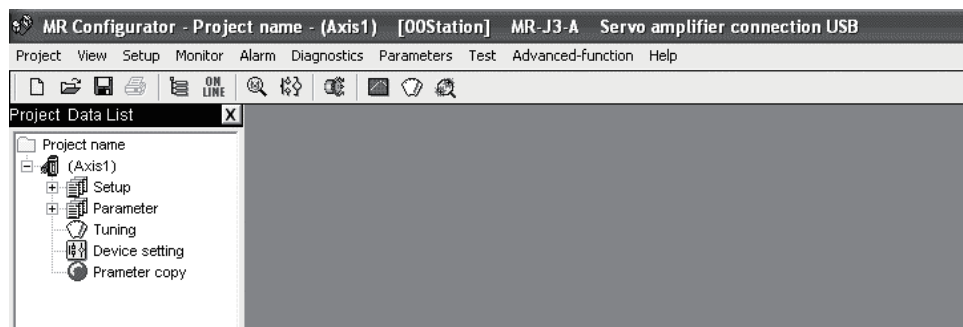 MR Configurator - Project name - (Axis1) [00Station] MR-J3-A Servo amplifier connection USB
Project View Setup Monitor Alarm Diagnostics Parameters Test Advanced-function Help
ON
LINE
Project Data List X
Project name
(Axis1)
Setup
Parameter
Tuning
Device setting
Prameter copy